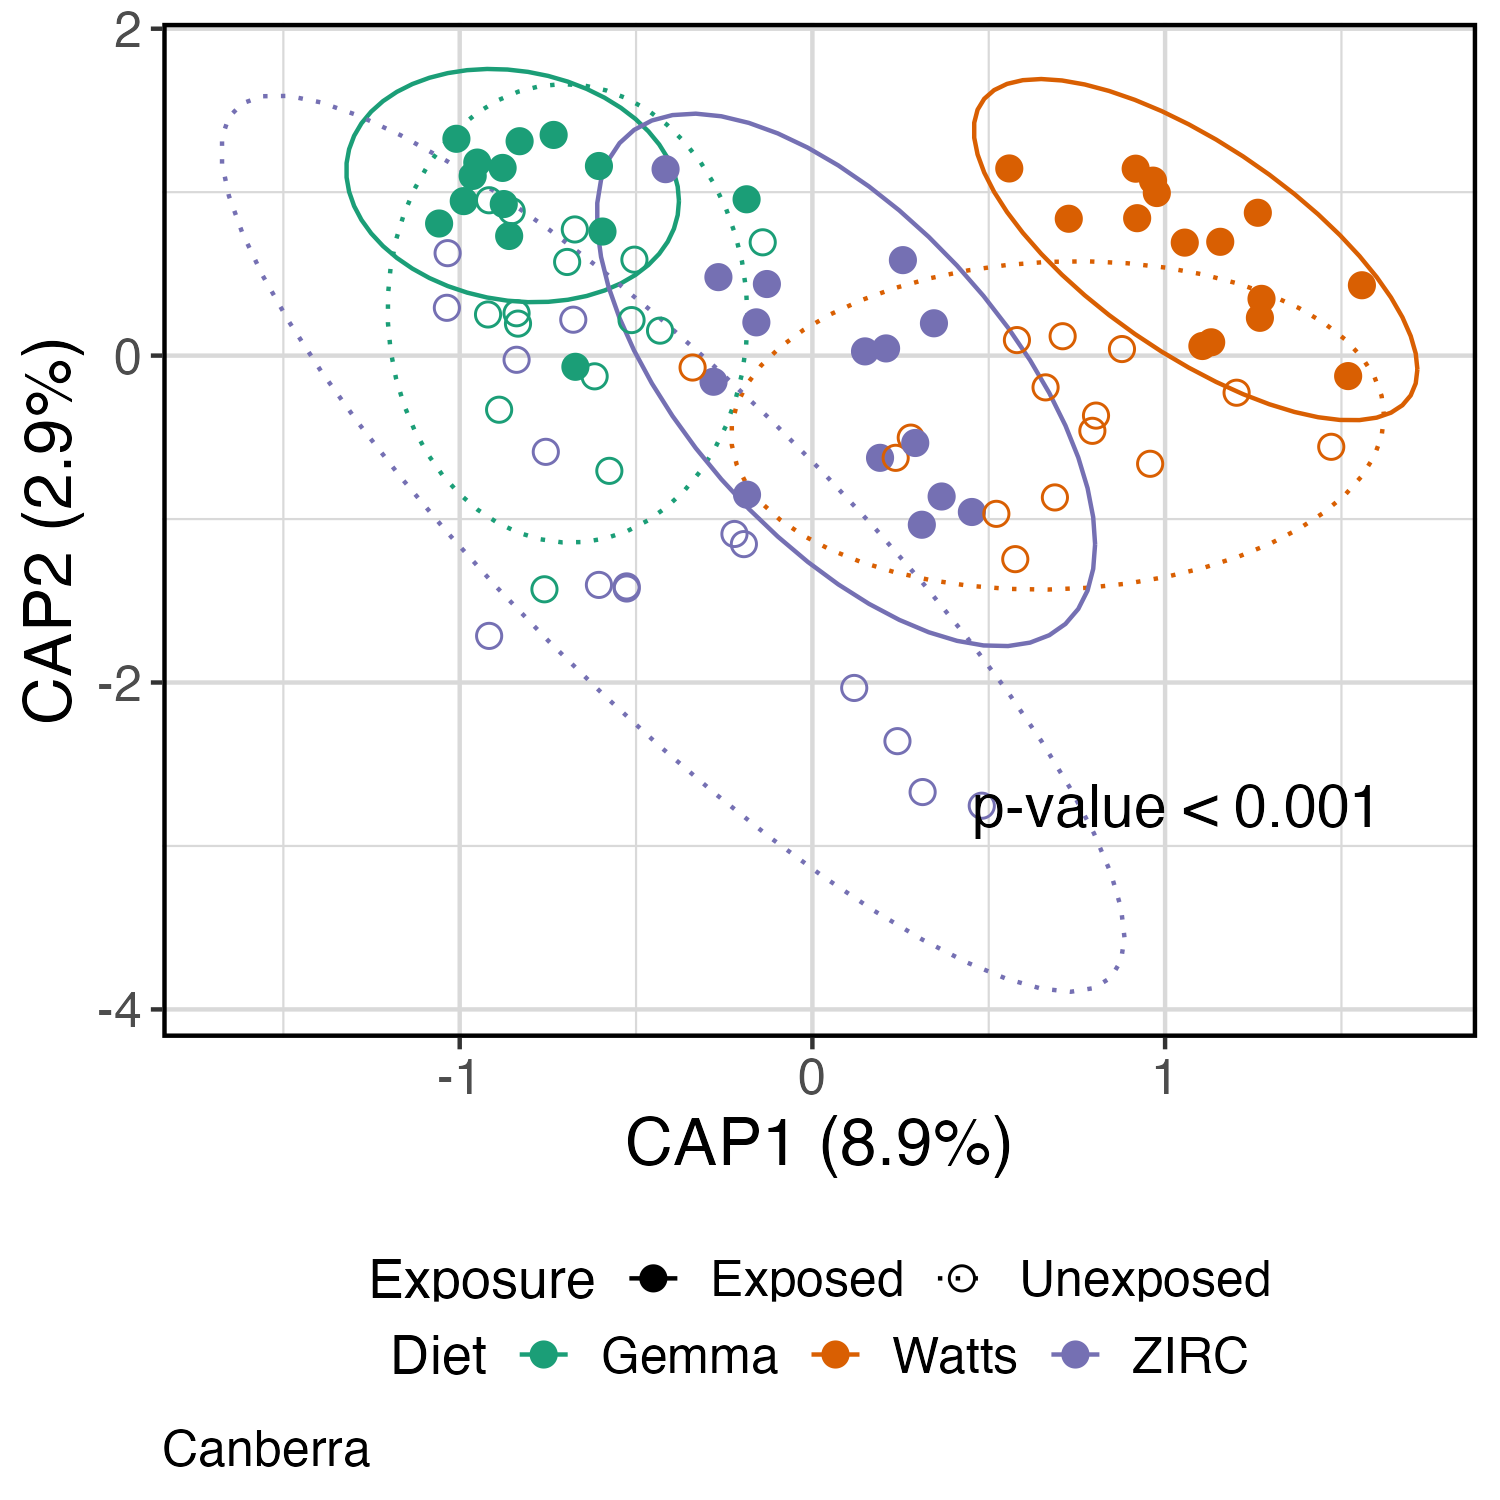 2
0
-2
-4
CAP2 (2.9%)
p-value < 0.001
-1 0 1
CAP1 (8.9%)
Exposure Exposed Unexposed
Diet Gemma Watts ZIRC
Canberra